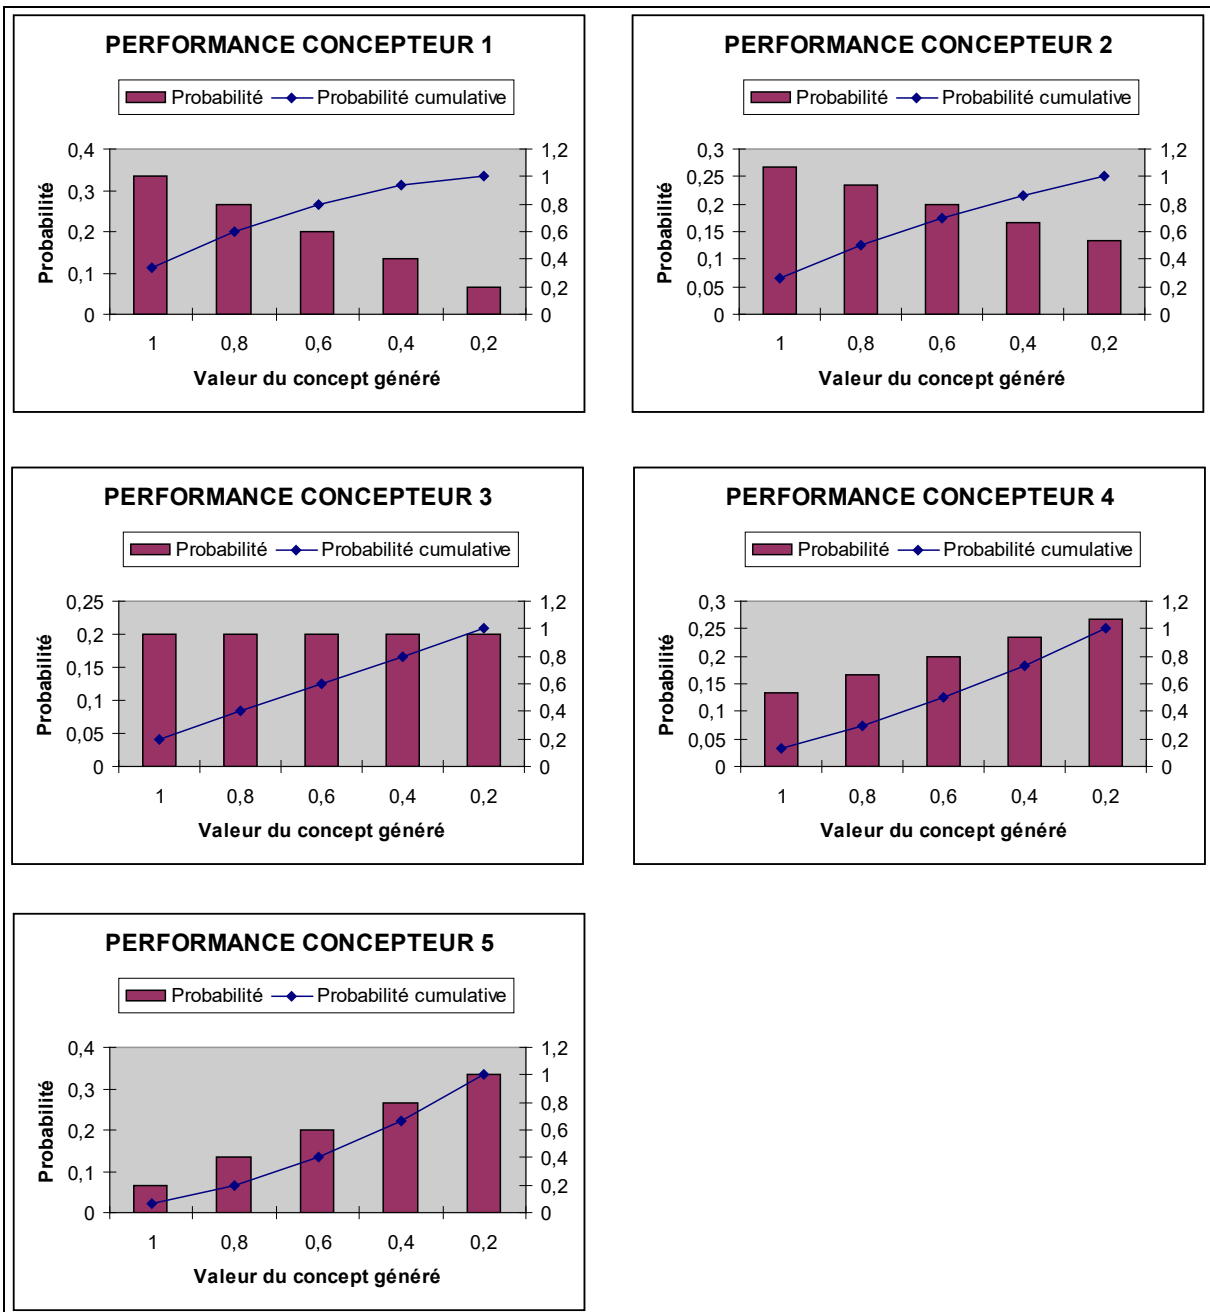 PERFORMANCE CONCEPTEUR 1
Probabilité Probabilité cumulative
0,4
0,3
0,2
0,1
0
1,2
1
0,8
0,6
0,4
0,2
0
Probabilité
1 0,8 0,6 0,4 0,2
Valeur du concept généré
PERFORMANCE CONCEPTEUR 2
Probabilité Probabilité cumulative
0,3
0,25
0,2
0,15
0,1
0,05
0
1,2
1
0,8
0,6
0,4
0,2
0
Probabilité
1 0,8 0,6 0,4 0,2
Valeur du concept généré
PERFORMANCE CONCEPTEUR 3
Probabilité Probabilité cumulative
0,25
0,2
0,15
0,1
0,05
0
1,2
1
0,8
0,6
0,4
0,2
0
Probabilité
1 0,8 0,6 0,4 0,2
Valeur du concept généré
PERFORMANCE CONCEPTEUR 4
Probabilité Probabilité cumulative
0,3
0,25
0,2
0,15
0,1
0,05
0
1,2
1
0,8
0,6
0,4
0,2
0
Probabilité
1 0,8 0,6 0,4 0,2
Valeur du concept généré
PERFORMANCE CONCEPTEUR 5
Probabilité Probabilité cumulative
0,4
0,3
0,2
0,1
0
1,2
1
0,8
0,6
0,4
0,2
0
Probabilité
1 0,8 0,6 0,4 0,2
Valeur du concept généré